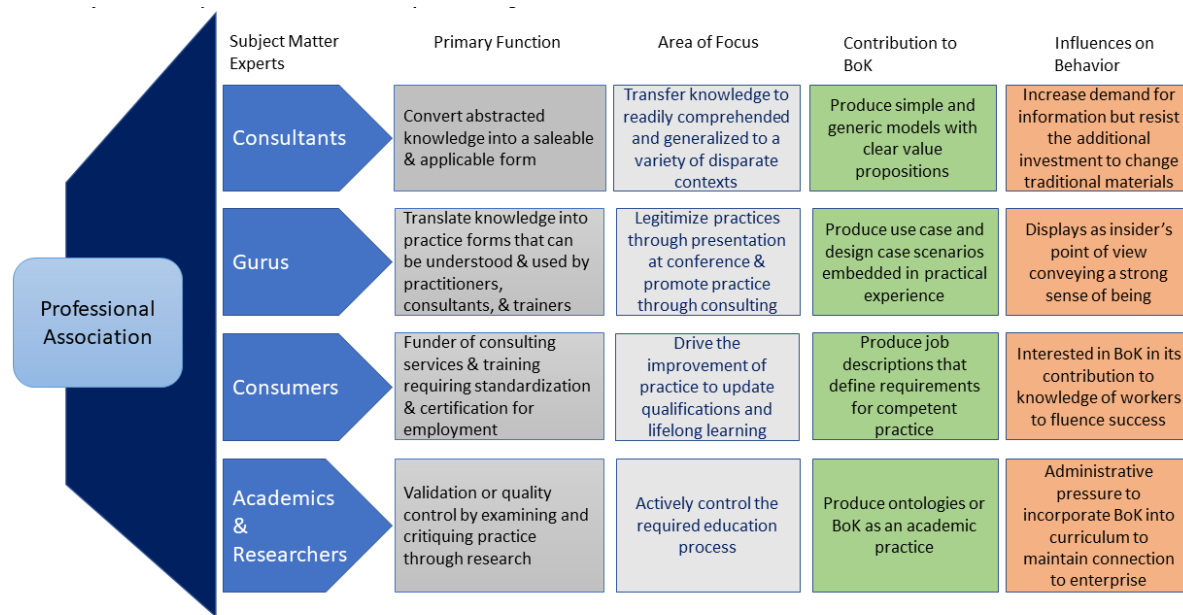 Subject Matter
Experts
Primary Function
Area of Focus
Contribution to
BoK
Influences on
Behavior
Professional
Association
Consultants
Convert abstracted
knowledge into a saleable
& applicable form
Transfer knowledge to
readily comprehended
and generalized to a
variety of disparate
contexts
Produce simple and
generic models with
clear value
propositions
Increase demand for
information but resist
the additional
investment to change
traditional materials
Gurus
Translate knowledge into
practice forms that can
be understood & used by
practitioners,
consultants, & trainers
Legitimize practices
through presentation
at conference &
promote practice
through consulting
Produce use case and
design case scenarios
embedded in practical
experience
Displays as insider's
point of view
conveying a strong
sense of being
Consumers
Funder of consulting
services & training
requiring standardization
& certification for
employment
Drive the
improvement of
practice to update
qualifications and
lifelong learning
Produce job
descriptions that
define requirements
for competent
practice
Interested in BoK in its
contribution to
knowledge of workers
to fluence success
Academics
&
Researchers
Validation or quality
control by examining and
critiquing practice
through research
Actively control the
required education
process
Produce ontologies or
BoK as an academic
practice
Administrative
pressure to
incorporate BoK into
curriculum to
maintain connection
to enterprise